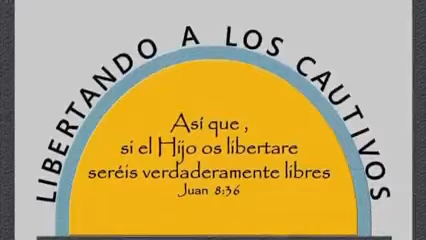 LIBERTANDO A LOS CAUTIVOS
Así que ,
si el Hijo os libertare
seréis verdaderamente libres
Juan 8:36